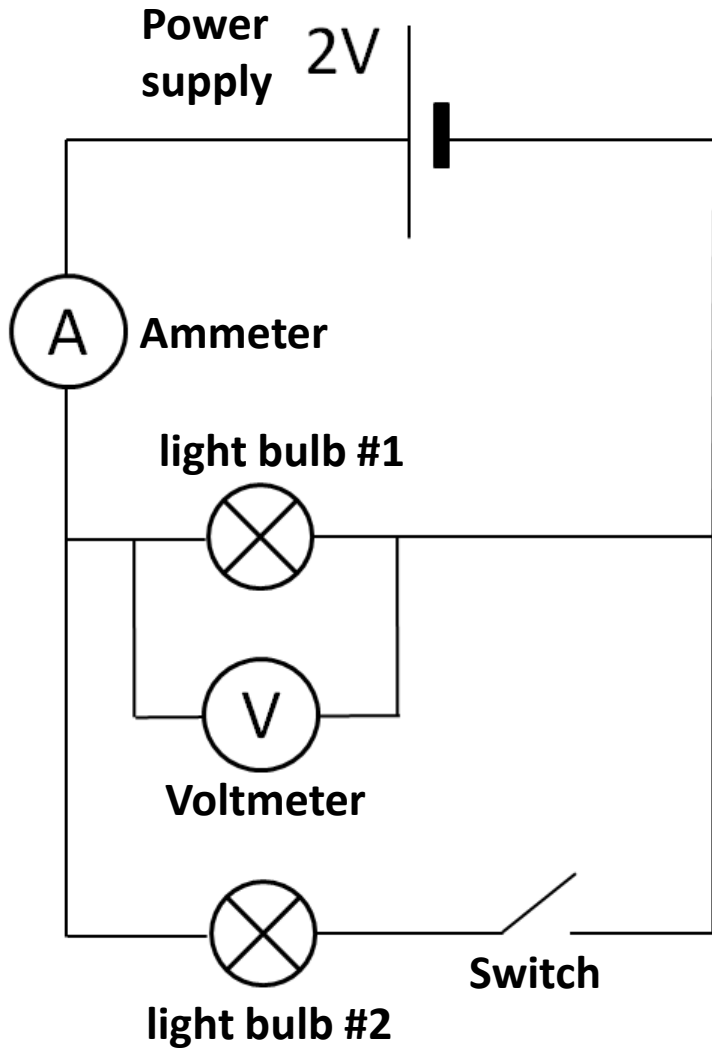 Power
supply
2V
A
Ammeter
light bulb #1
V
Voltmeter
Switch
light bulb #2